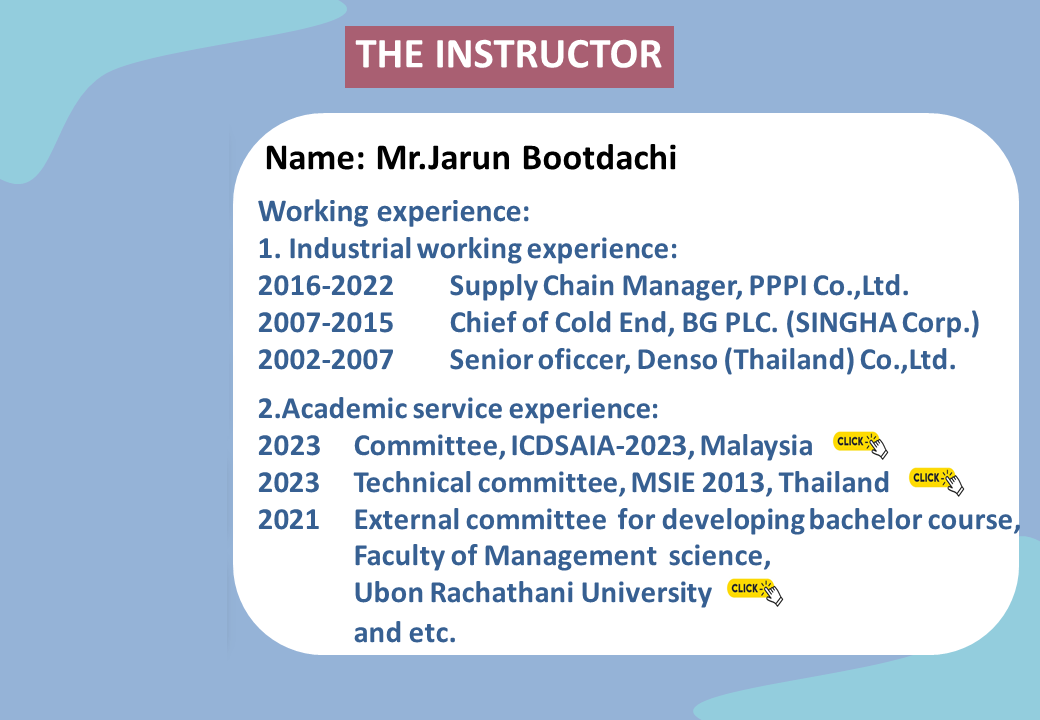 THE INSTRUCTOR
Name: Mr.Jarun Bootdachi
Working experience:
1. Industrial working experience:
2016-2022 Supply Chain Manager, PPPI Co.,Ltd.
2007-2015 Chief of Cold End, BG PLC. (SINGHA Corp.)
2002-2007 Senior oficcer, Denso (Thailand) Co.,Ltd.
2.Academic service experience:
2023 Committee, ICDSAIA-2023, Malaysia CLICK
2023 Technical committee, MSIE 2013, Thailand CLICK
2021 External committee for developing bachelor course,
Faculty of Management science,
Ubon Rachathani University CLICK
and etc.